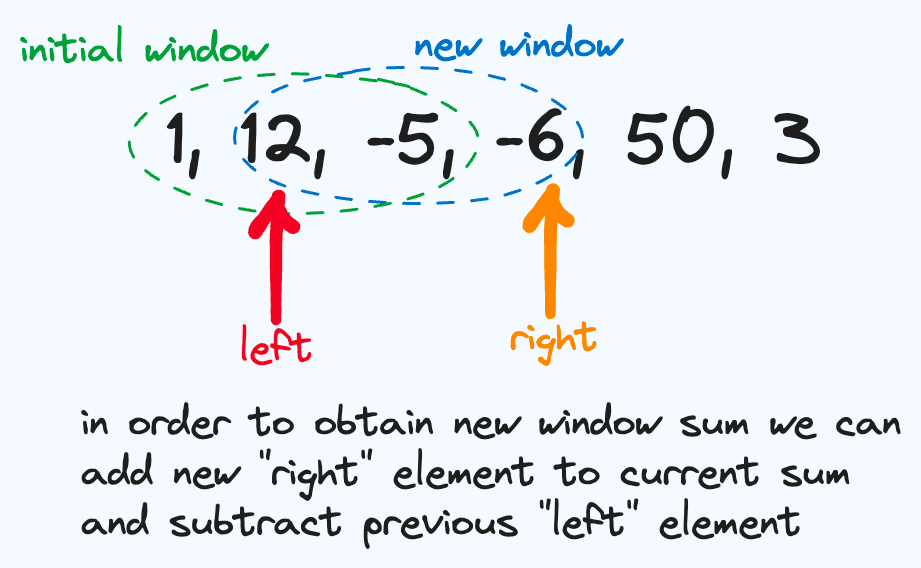 initial window
new window
1, 12, -5, -6, 50, 3
left
right
in order to obtain new window sum we can
add new "right" element to current sum
and subtract previous "left" element